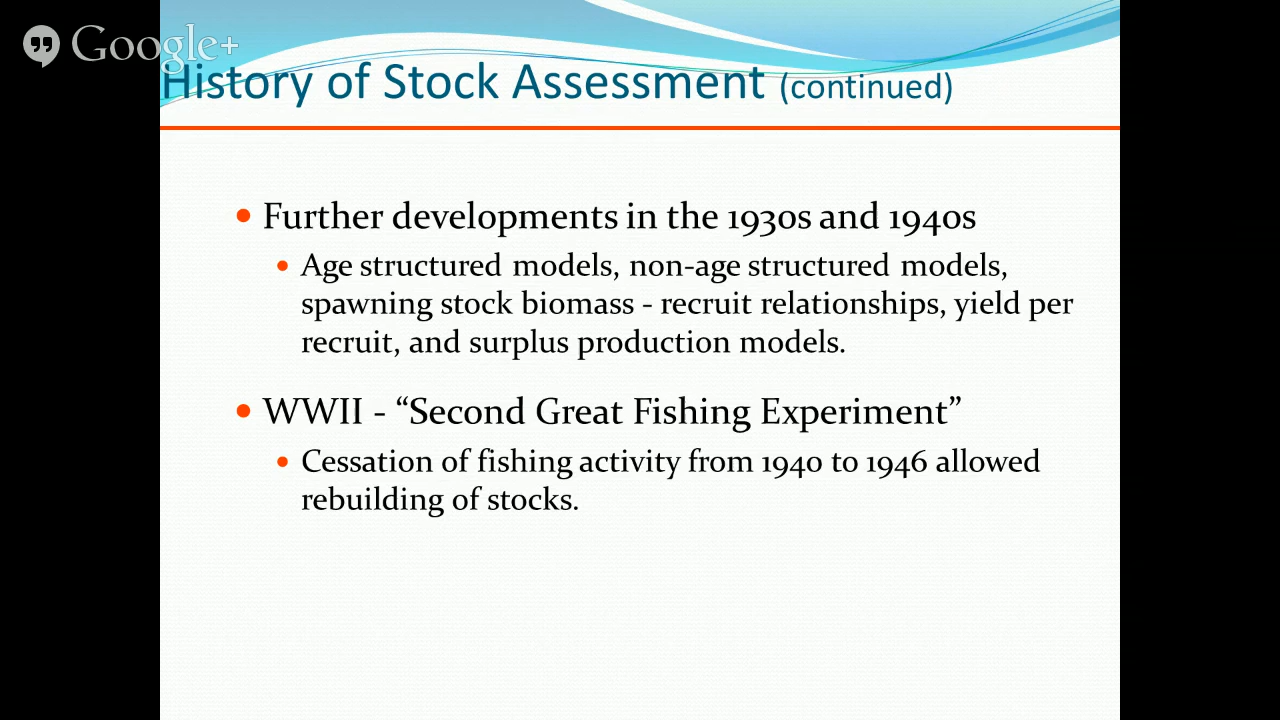 Google+
History of Stock Assessment (continued)
Further developments in the 1930s and 1940s
Age structured models, non-age structured models,
spawning stock biomass - recruit relationships, yield per
recruit, and surplus production models.
WWII - “Second Great Fishing Experiment”
Cessation of fishing activity from 1940 to 1946 allowed
rebuilding of stocks.